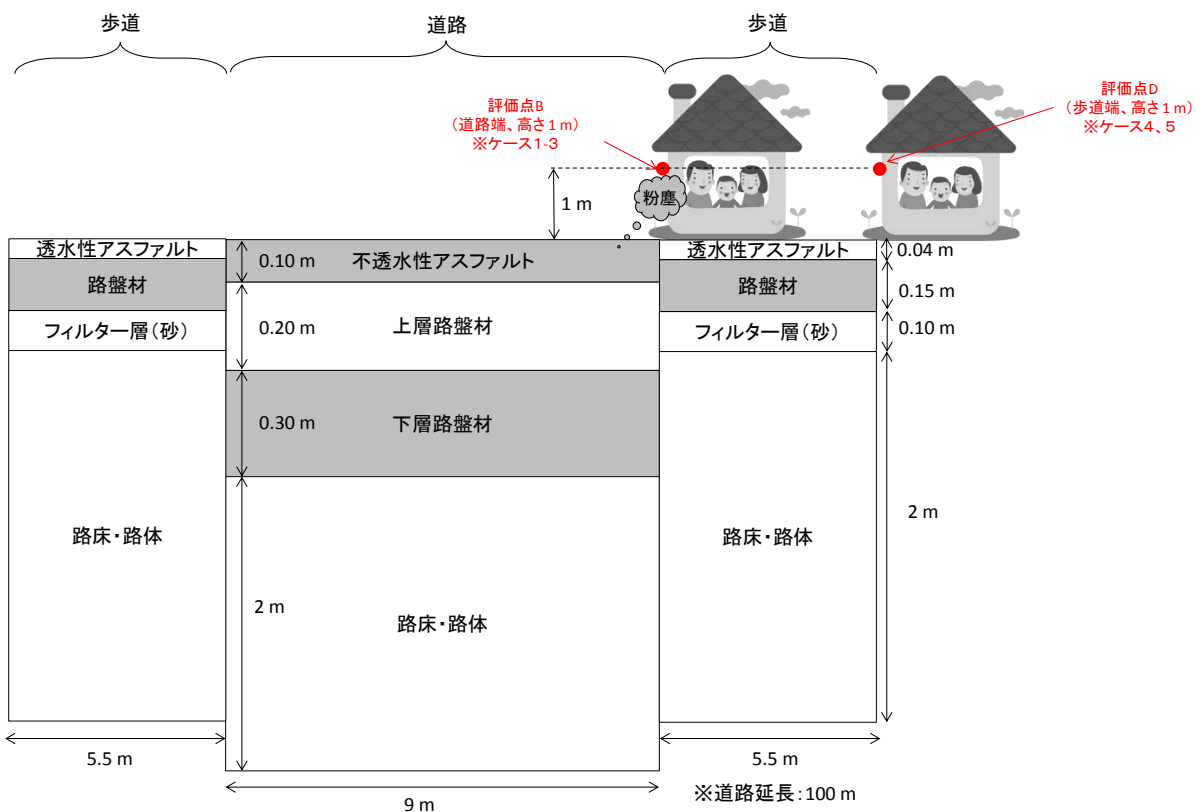 歩道
道路
歩道
評価点B
(道路端、高さ1 m)
※ケース1-3
評価点D
(歩道端、高さ1 m)
※ケース4、5
1 m
粉塵
透水性アスファルト
0.10 m
不透水性アスファルト
透水性アスファルト
0.04 m
路盤材
路盤材
0.15 m
0.20 m
上層路盤材
フィルター層(砂)
フィルター層(砂)
0.10 m
0.30 m
下層路盤材
路床・路体
路床・路体
2 m
2 m
路床・路体
5.5 m
5.5 m
9 m
※道路延長:100 m